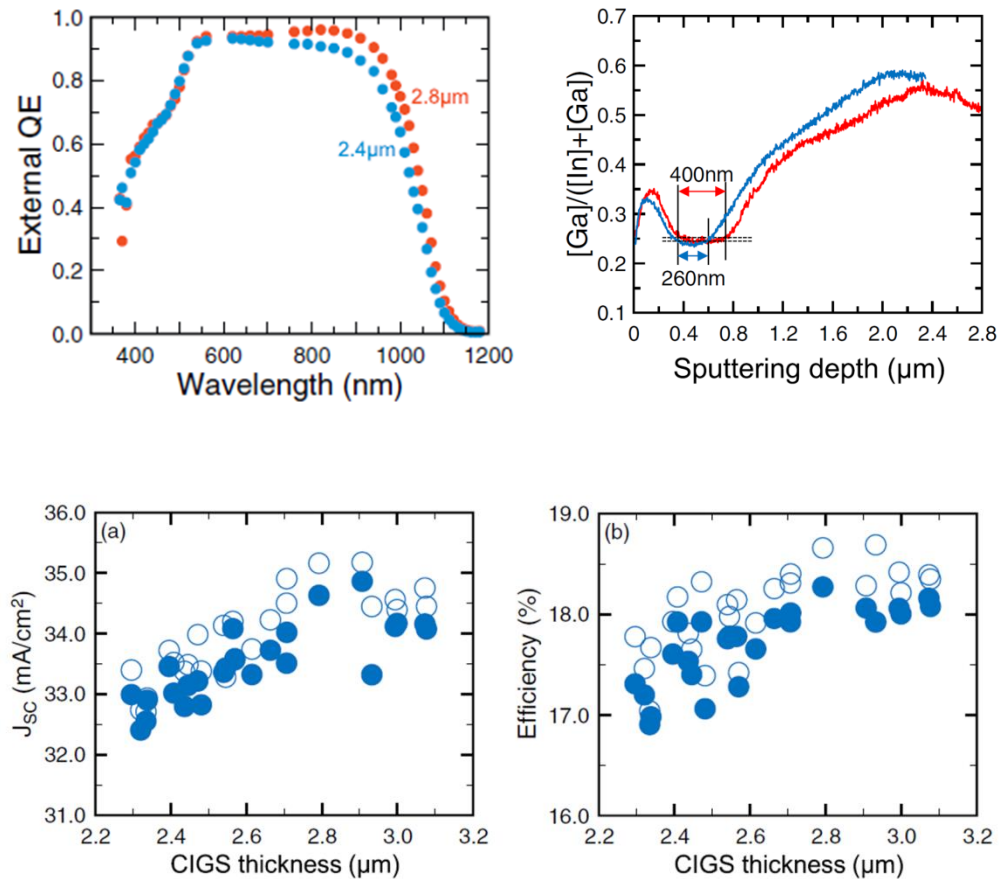 External QE
1.0
0.8
0.6
0.4
0.2
0.0
2.8μm
2.4μm
400 600 800 1000 1200
Wavelength (nm)
[Ga]/([In]+[Ga])
0.7
0.6
0.5
0.4
0.3
0.2
0.1
400nm
260nm
0 0.4 0.8 1.2 1.6 2.0 2.4 2.8
Sputtering depth (μm)
(a)
JSC (mA/cm²)
36.0
35.0
34.0
33.0
32.0
31.0
2.2 2.4 2.6 2.8 3.0 3.2
CIGS thickness (μm)
(b)
Efficiency (%)
19.0
18.0
17.0
16.0
2.2 2.4 2.6 2.8 3.0 3.2
CIGS thickness (μm)